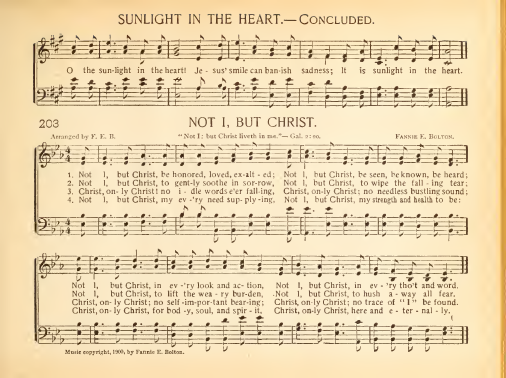 SUNLIGHT IN THE HEART.—CONCLUDED.
O the sun-light in the heart! Je - sus' smile can ban-ish sadness; It is sunlight in the heart.
203
NOT I, BUT CHRIST.
Arranged by F. E. B.
"Not I; but Christ liveth in me."— Gal. 2: 20.
FANNIE E. BOLTON.
1. Not I, but Christ, be honored, loved, ex-alt - ed; Not I, but Christ, be seen, be known, be heard;
2. Not I, but Christ, to gent-ly soothe in sor-row, Not I, but Christ, to wipe the fall - ing tear;
3. Christ, on-ly Christ! no i - dle words e'er fall-ing, Christ, on-ly Christ; no needless bustling sound;
4. Not I, but Christ, my ev -'ry need sup-ply-ing, Not I, but Christ, my strength and health to be:
Not I, but Christ, in ev -'ry look and ac- tion, Not I, but Christ, in ev - 'ry tho't and word.
Not I, but Christ, to lift the wea - ry bur-den, Not I, but Christ, to hush a - way all fear.
Christ, on-ly Christ; no self-im-por-tant bear-ing; Christ, on-ly Christ; no trace of "I" be found.
Christ, on-ly Christ, for bod -y, soul, and spir - it, Christ, on-ly Christ, here and e - ter - nal - ly.
Music copyright, 1900, by Fannie E. Bolton.